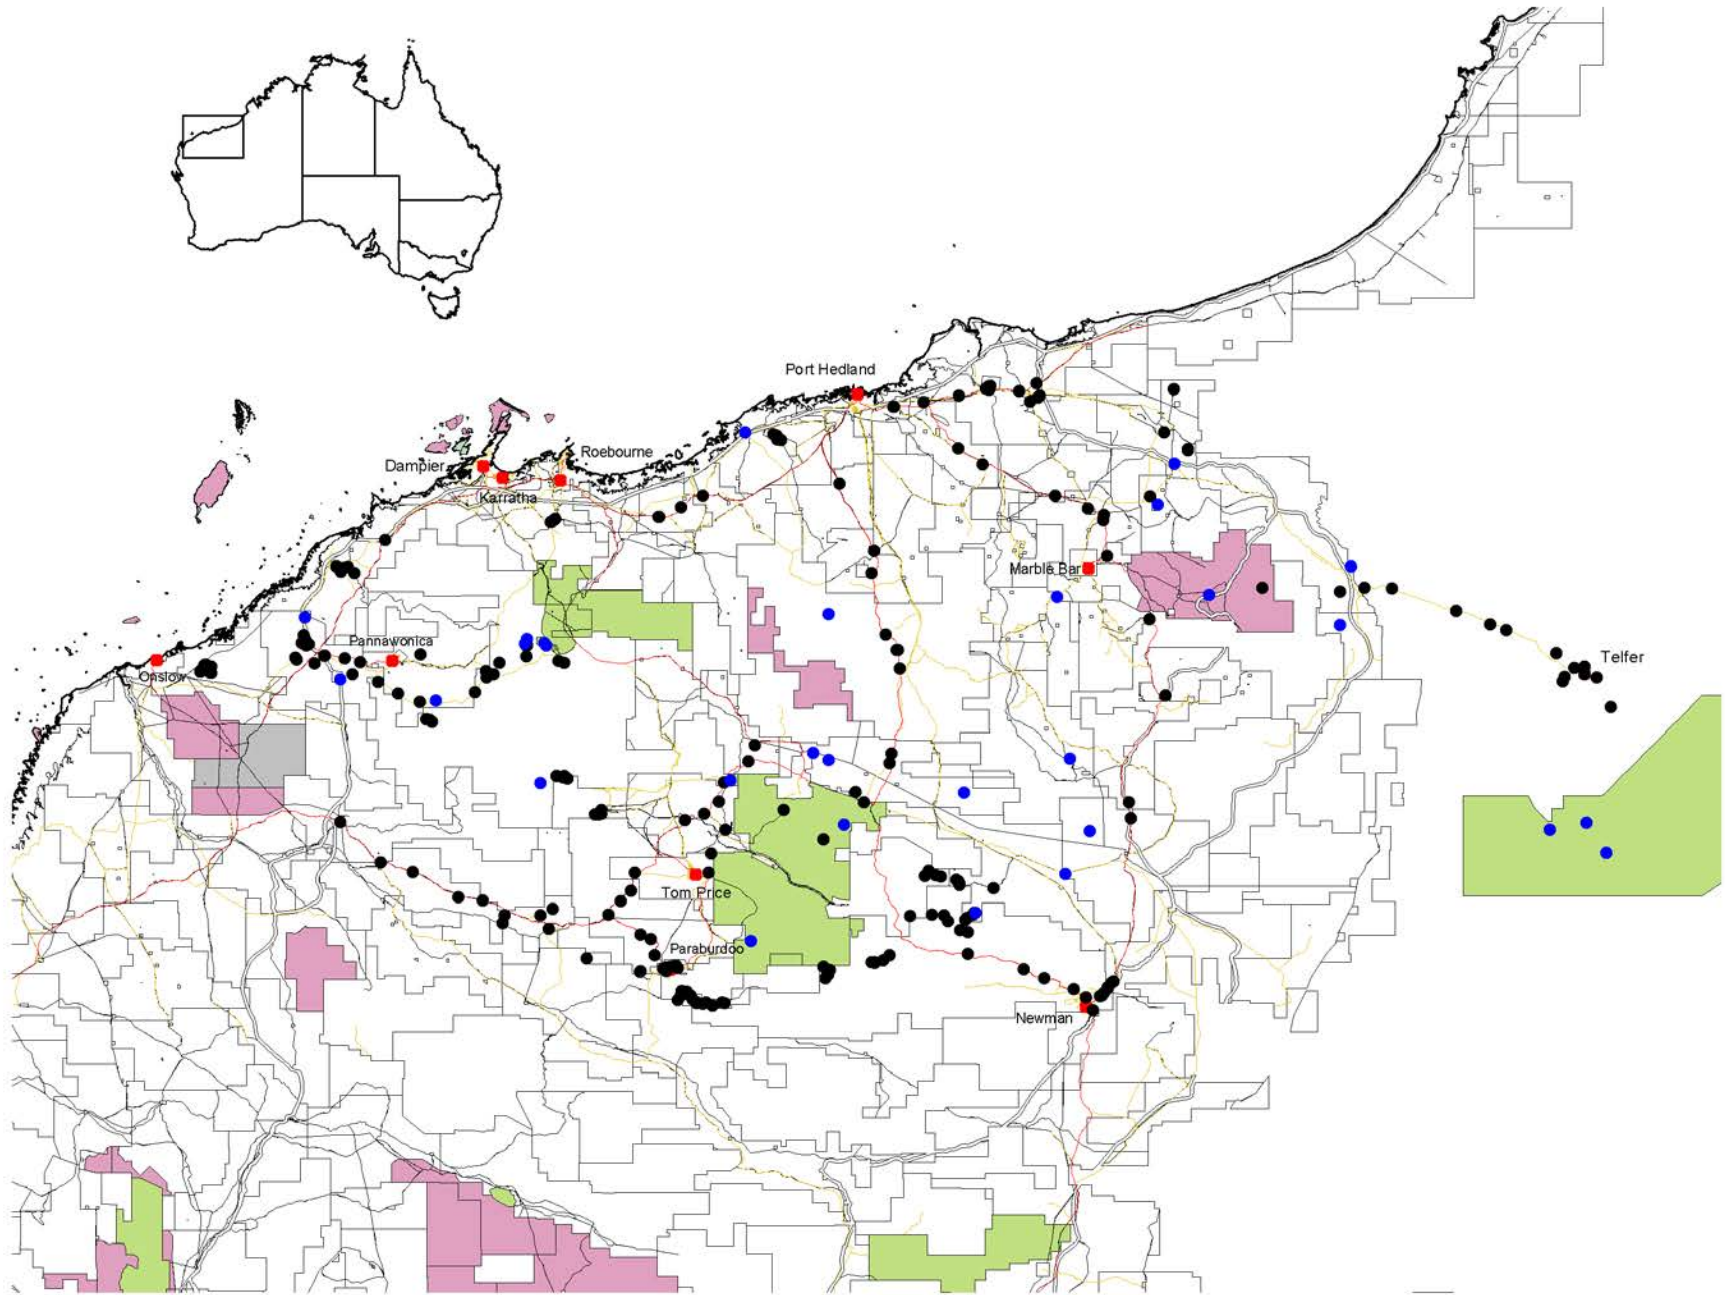 Port Hedland
Roebourne
Dampier
Karratha
Marble Bar
Pannawonica
Telfer
Onslow
Tom Price
Paraburdoo
Newman